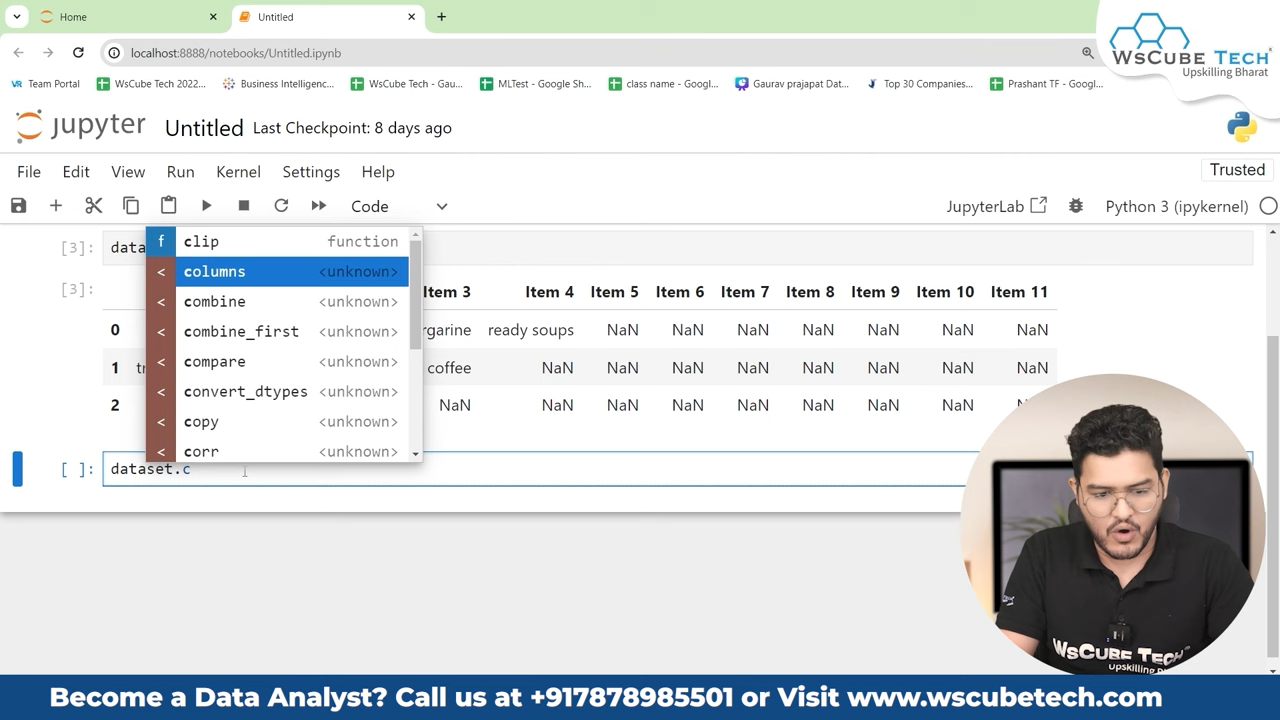 Home
Untitled
localhost:8888/notebooks/Untitled.ipynb
WsCube Tech
Upskilling Bharat
VR Team Portal
WsCube Tech 2022...
Business Intelligenc...
WsCube Tech - Gau...
MLTest - Google Sh...
class name - Googl...
Gaurav prajapat Dat...
Top 30 Companies...
Prashant TF - Goog...
jupyter Untitled Last Checkpoint: 8 days ago
File Edit View Run Kernel Settings Help
Trusted
Code
JupyterLab
Python 3 (ipykernel)
[3]: data
[3]: Item 3 Item 4 Item 5 Item 6 Item 7 Item 8 Item 9 Item 10 Item 11
0 rgarine ready soups NaN NaN NaN NaN NaN NaN NaN
1 tr coffee NaN NaN NaN NaN NaN NaN NaN NaN
2 NaN NaN NaN NaN NaN NaN NaN NaN
f clip function
< columns <unknown>
< combine <unknown>
< combine_first <unknown>
< compare <unknown>
< convert_dtypes <unknown>
< copy <unknown>
< corr <unknown>
[ ]: dataset.c
WsCube Tech
Upskilling
Become a Data Analyst? Call us at +917878985501 or Visit www.wscubetech.com